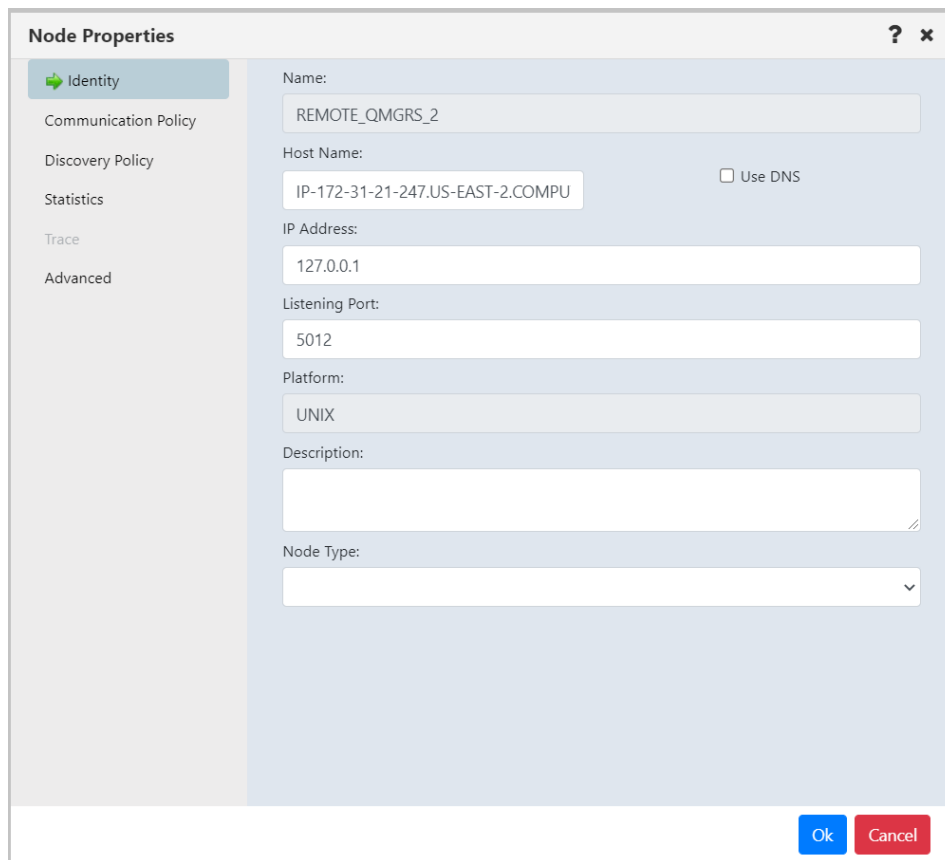 Node Properties
? ×
Identity
Communication Policy
Discovery Policy
Statistics
Trace
Advanced
Name:
REMOTE_QMGRS_2
Host Name:
IP-172-31-21-247.US-EAST-2.COMPU
Use DNS
IP Address:
127.0.0.1
Listening Port:
5012
Platform:
UNIX
Description:
Node Type:
Ok
Cancel